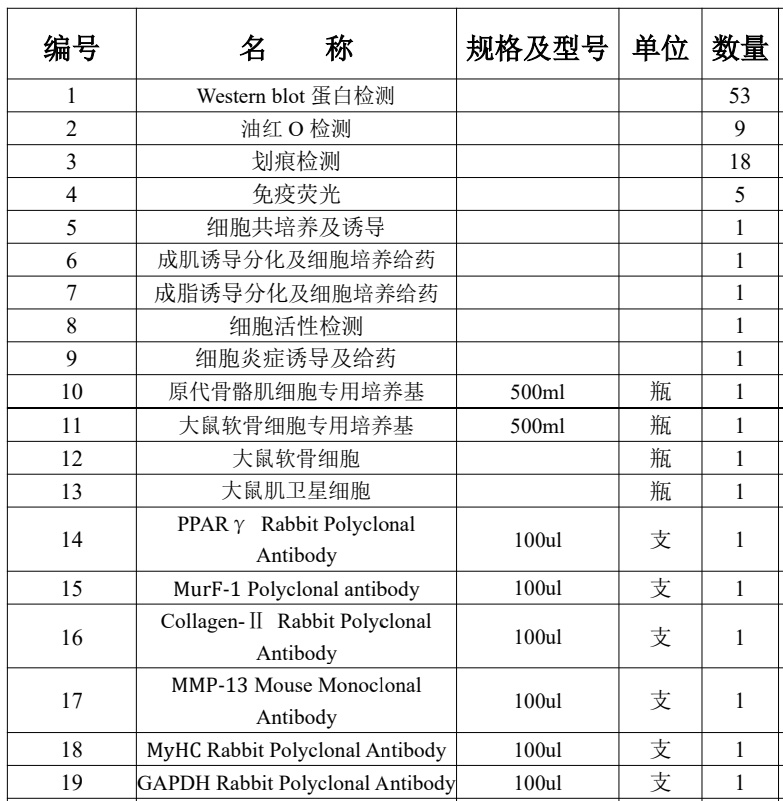 编号 名 称 规格及型号 单位 数量
1 Western blot 蛋白检测 53
2 油红 O 检测 9
3 划痕检测 18
4 免疫荧光 5
5 细胞共培养及诱导 1
6 成肌诱导分化及细胞培养给药 1
7 成脂诱导分化及细胞培养给药 1
8 细胞活性检测 1
9 细胞炎症诱导及给药 1
10 原代骨骼肌细胞专用培养基 500ml 瓶 1
11 大鼠软骨细胞专用培养基 500ml 瓶 1
12 大鼠软骨细胞 瓶 1
13 大鼠肌卫星细胞 瓶 1
14 PPARγ Rabbit Polyclonal
Antibody 100ul 支 1
15 MurF-1 Polyclonal antibody 100ul 支 1
16 Collagen-Ⅱ Rabbit Polyclonal
Antibody 100ul 支 1
17 MMP-13 Mouse Monoclonal
Antibody 100ul 支 1
18 MyHC Rabbit Polyclonal Antibody 100ul 支 1
19 GAPDH Rabbit Polyclonal Antibody 100ul 支 1